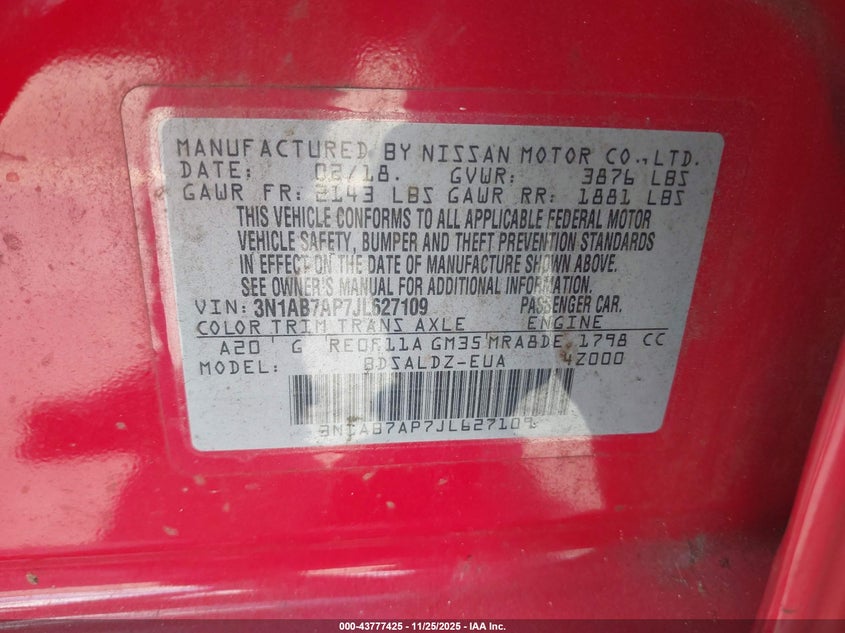 MANUFACTURED BY NISSAN MOTOR CO.,LTD.
DATE: 02/18. GVWR: 3876 LBS
GAWR FR: 2143 LBS GAWR RR: 1881 LBS
THIS VEHICLE CONFORMS TO ALL APPLICABLE FEDERAL MOTOR
VEHICLE SAFETY, BUMPER AND THEFT PREVENTION STANDARDS
IN EFFECT ON THE DATE OF MANUFACTURE SHOWN ABOVE.
SEE OWNER'S MANUAL FOR ADDITIONAL INFORMATION.
VIN: 3N1AB7AP7JL627109 PASSENGER CAR.
COLOR TRIM TRANS AXLE ENGINE
A20 G RE0F11A GM35 MRA8DE 1798 CC
MODEL: BDSALDZ-EUA 4Z000
3N1AB7AP7JL627109
000-43777425 | 11/25/2025 | IAA Inc.